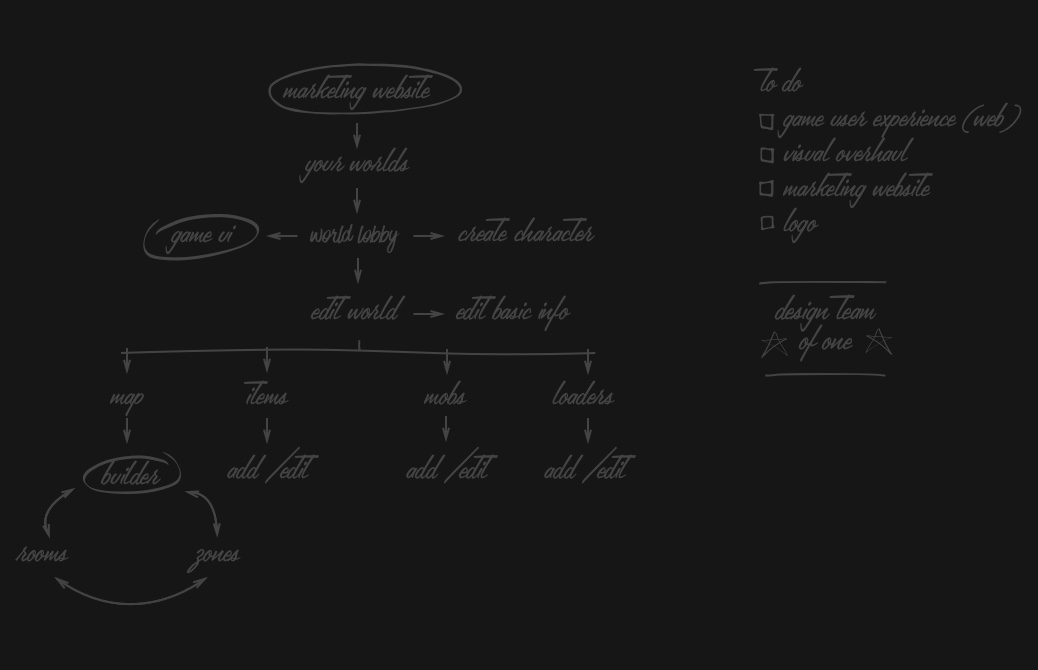 marketing website
your worlds
game ui
world lobby
create character
edit world
edit basic info
map
items
mobs
loaders
builder
add / edit
add / edit
add / edit
rooms
zones
To do
game user experience (web)
visual overhaul
marketing website
logo
design team
of one